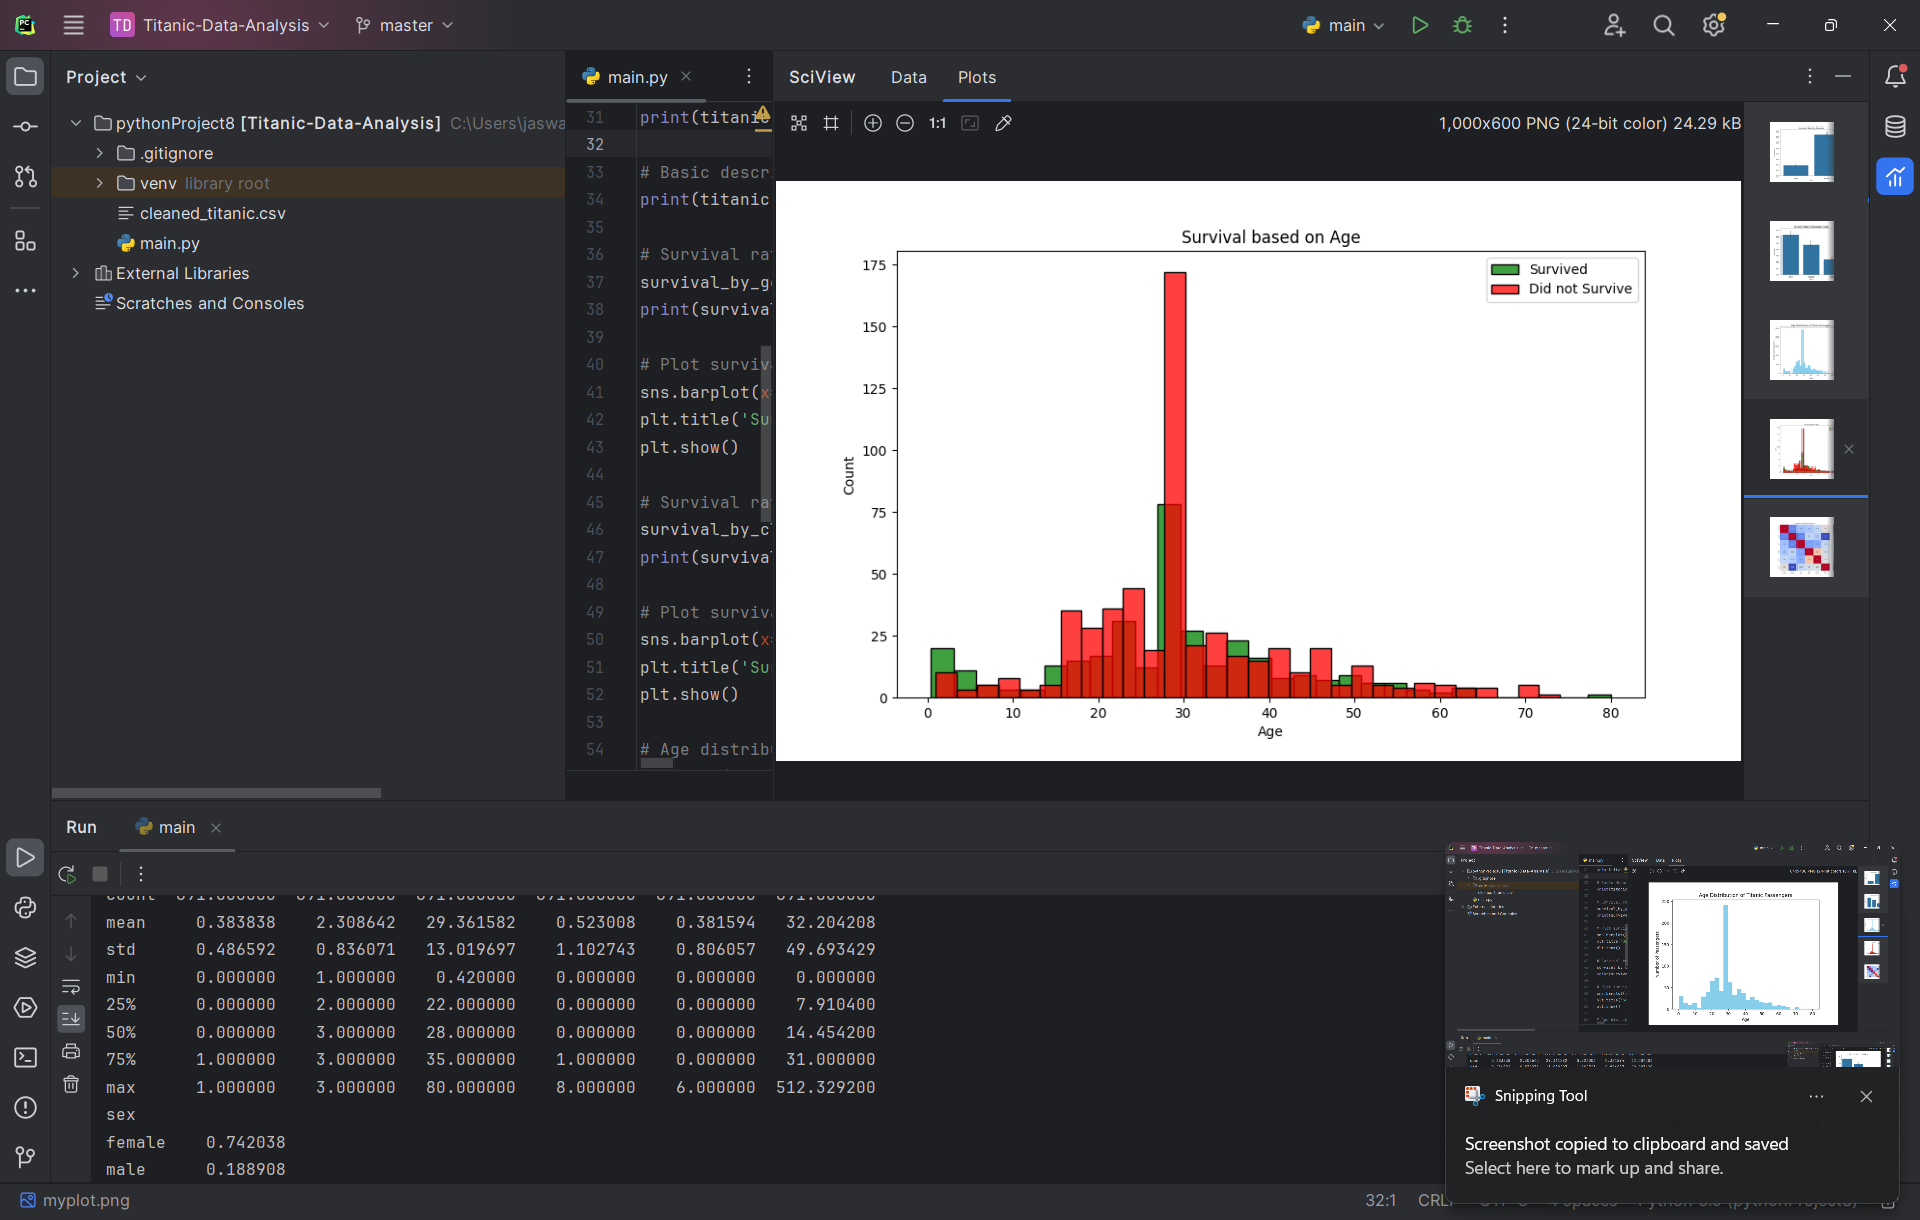 TD Titanic-Data-Analysis master main
Project
main.py
SciView Data Plots
pythonProject8 [Titanic-Data-Analysis] C:\Users\jaswa
.gitignore
venv library root
cleaned_titanic.csv
main.py
External Libraries
Scratches and Consoles
31 print(titanic
32
33 # Basic descr
34 print(titanic
35
36 # Survival ra
37 survival_by_g
38 print(surviva
39
40 # Plot surviv
41 sns.barplot(x
42 plt.title('Su
43 plt.show()
44
45 # Survival ra
46 survival_by_c
47 print(surviva
48
49 # Plot surviv
50 sns.barplot(x
51 plt.title('Su
52 plt.show()
53
54 # Age distrib
1:1 1,000x600 PNG (24-bit color) 24.29 kB
Survival based on Age
Survived
Did not Survive
175
150
125
100
75
50
25
0
Count
0 10 20 30 40 50 60 70 80
Age
Run main
mean 0.383838 2.308642 29.361582 0.523008 0.381594 32.204208
std 0.486592 0.836071 13.019697 1.102743 0.806057 49.693429
min 0.000000 1.000000 0.420000 0.000000 0.000000 0.000000
25% 0.000000 2.000000 22.000000 0.000000 0.000000 7.910400
50% 0.000000 3.000000 28.000000 0.000000 0.000000 14.454200
75% 1.000000 3.000000 35.000000 1.000000 0.000000 31.000000
max 1.000000 3.000000 80.000000 8.000000 6.000000 512.329200
sex
female 0.742038
male 0.188908
Age Distribution of Titanic Passengers
Number of Passengers
Age
Snipping Tool
Screenshot copied to clipboard and saved
Select here to mark up and share.
myplot.png
32:1 CRL